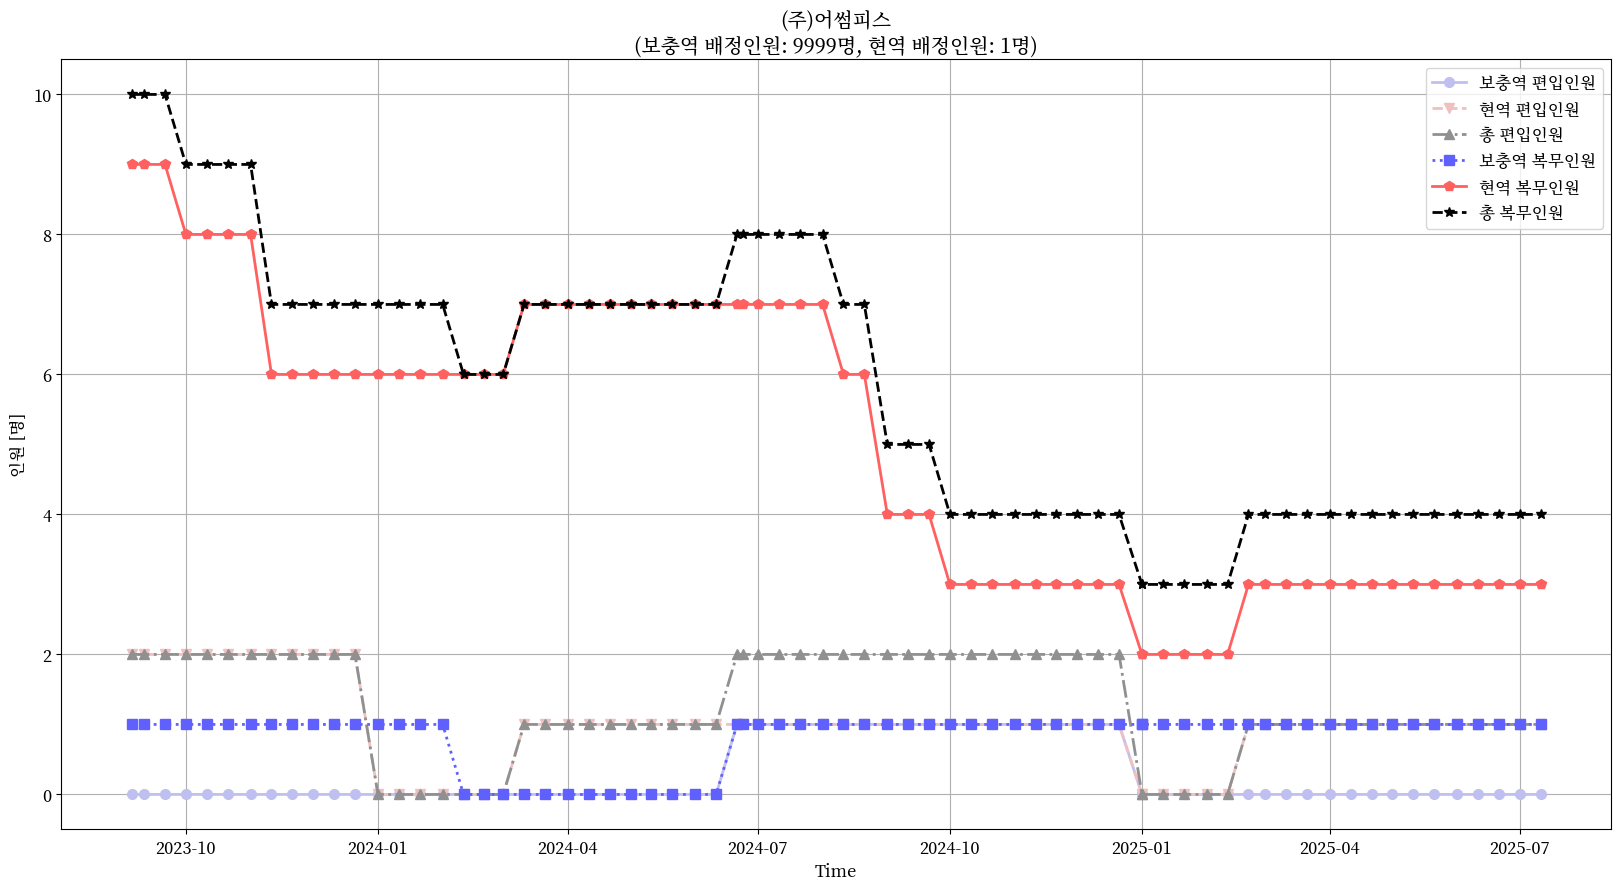 (주)어썸피스
(보충역 배정인원: 9999명, 현역 배정인원: 1명)
보충역 편입인원
현역 편입인원
총 편입인원
보충역 복무인원
현역 복무인원
총 복무인원
인원 [명]
10
8
6
4
2
0
2023-10
2024-01
2024-04
2024-07
2024-10
2025-01
2025-04
2025-07
Time